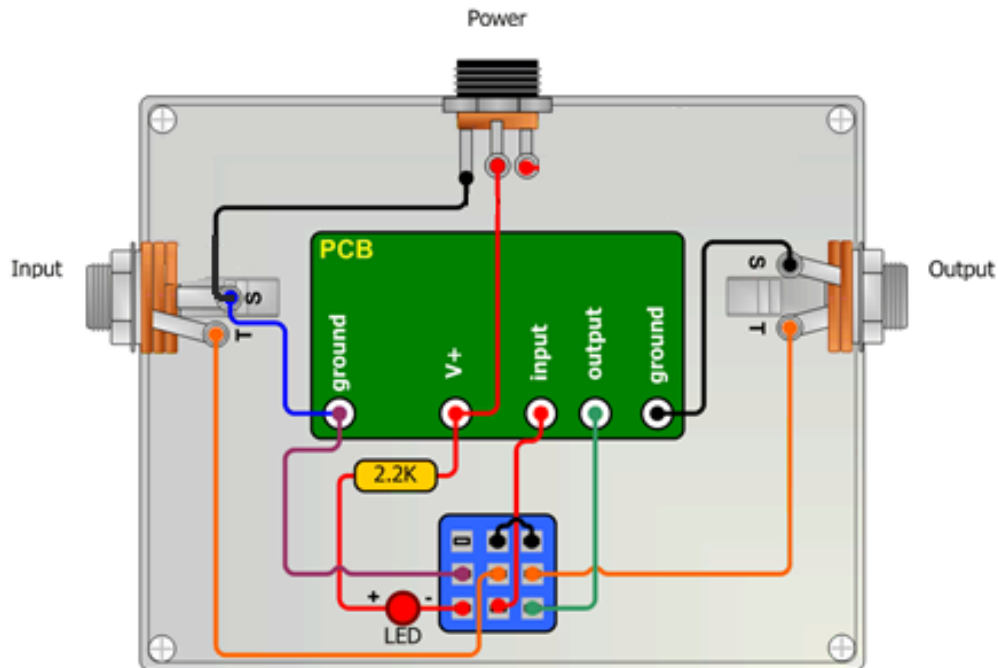 Power
PCB
Input
S
T
S
T
Output
ground
V+
input
output
ground
2.2K
+
-
LED